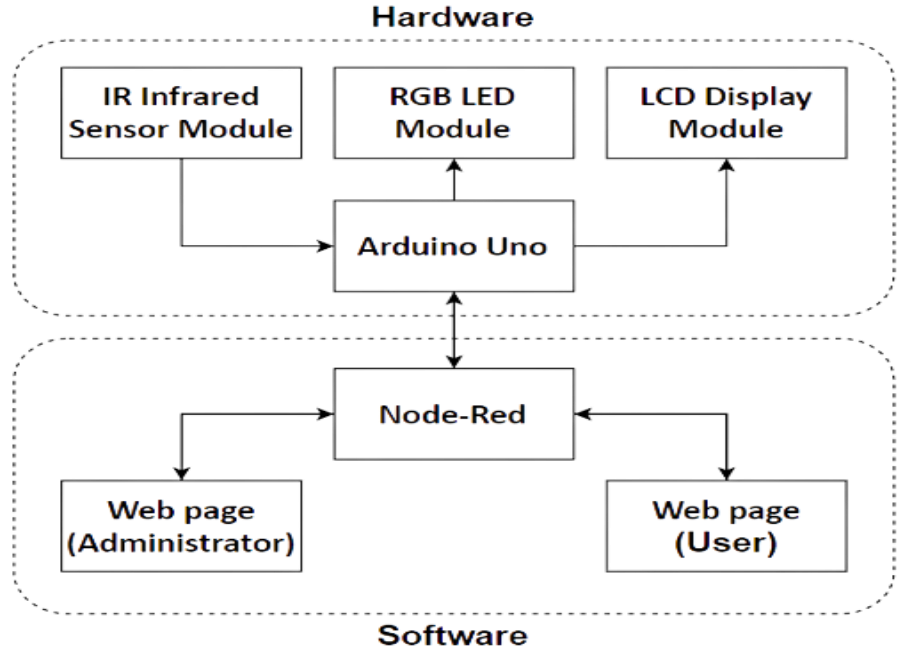 Hardware
IR Infrared
Sensor Module
RGB LED
Module
LCD Display
Module
Arduino Uno
Node-Red
Web page
(Administrator)
Web page
(User)
Software